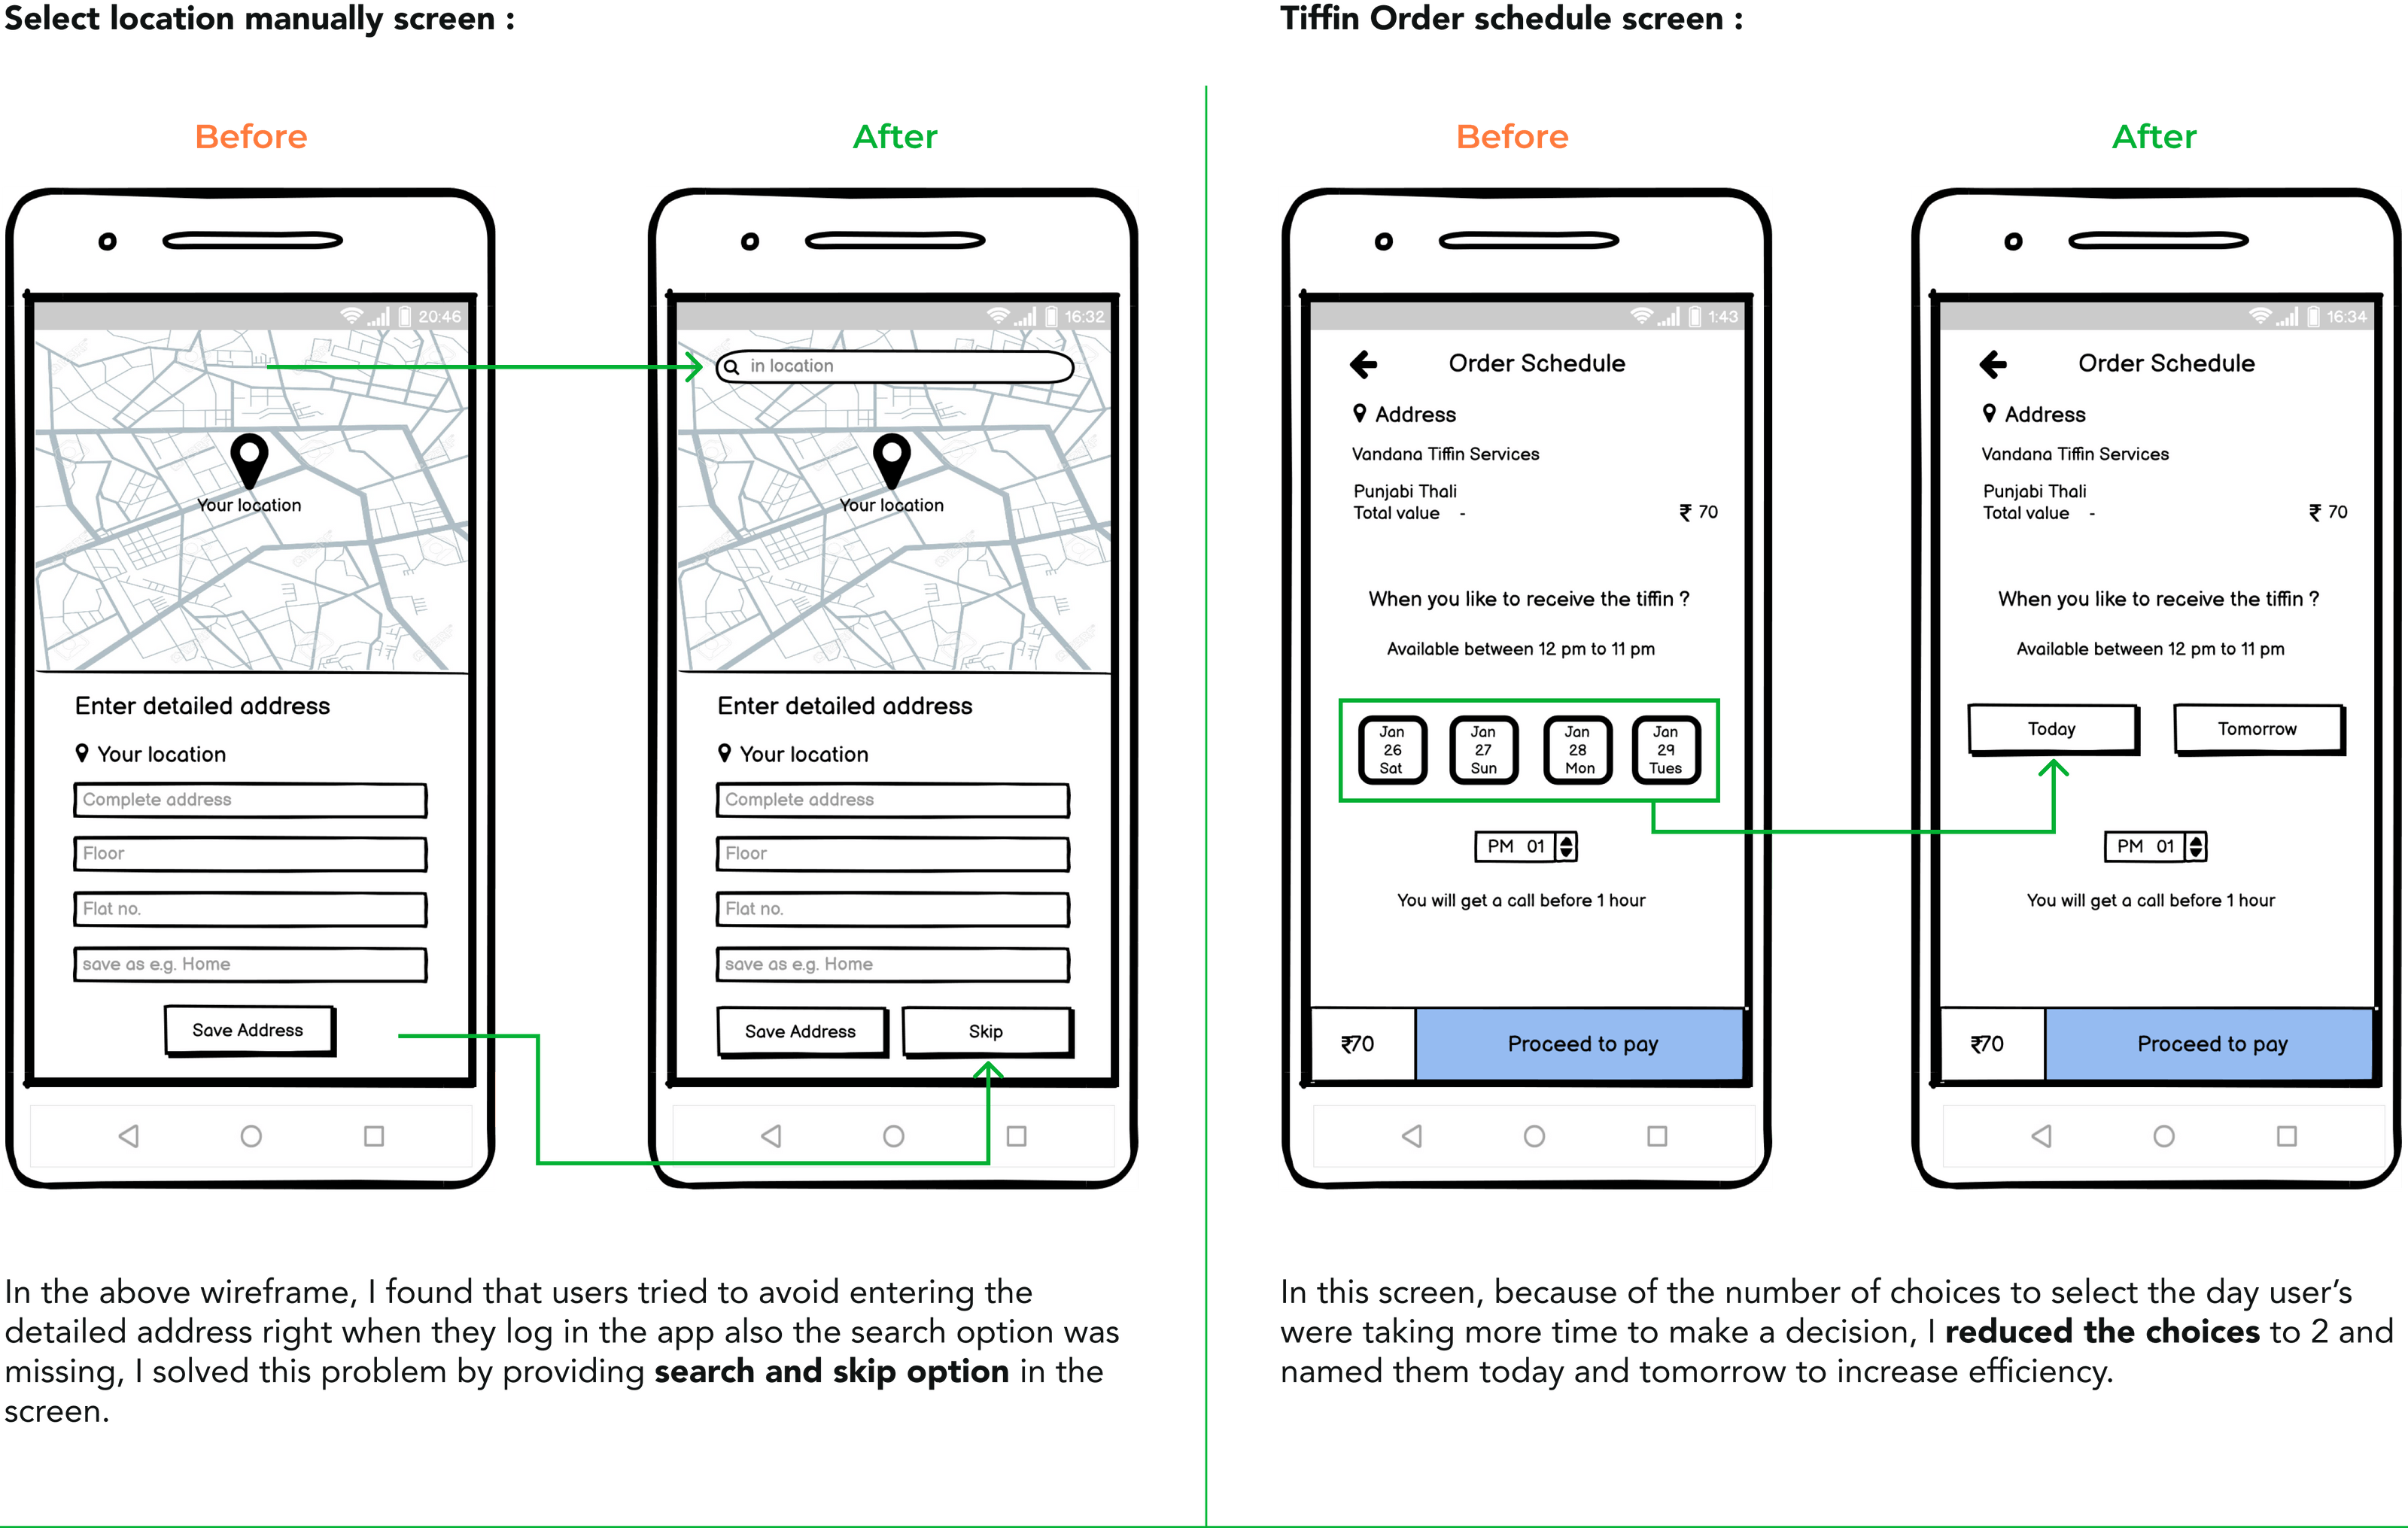 Select location manually screen :
Before
After
20:46
Your location
Enter detailed address
Your location
Complete address
Floor
Flat no.
save as e.g. Home
Save Address
16:32
in location
Your location
Enter detailed address
Your location
Complete address
Floor
Flat no.
save as e.g. Home
Save Address
Skip
In the above wireframe, I found that users tried to avoid entering the
detailed address right when they log in the app also the search option was
missing, I solved this problem by providing search and skip option in the
screen.
Tiffin Order schedule screen :
Before
After
1:43
Order Schedule
Address
Vandana Tiffin Services
Punjabi Thali
Total value - ₹ 70
When you like to receive the tiffin ?
Available between 12 pm to 11 pm
Jan
26
Sat
Jan
27
Sun
Jan
28
Mon
Jan
29
Tues
PM 01
You will get a call before 1 hour
₹70
Proceed to pay
16:34
Order Schedule
Address
Vandana Tiffin Services
Punjabi Thali
Total value - ₹ 70
When you like to receive the tiffin ?
Available between 12 pm to 11 pm
Today
Tomorrow
PM 01
You will get a call before 1 hour
₹70
Proceed to pay
In this screen, because of the number of choices to select the day user’s
were taking more time to make a decision, I reduced the choices to 2 and
named them today and tomorrow to increase efficiency.